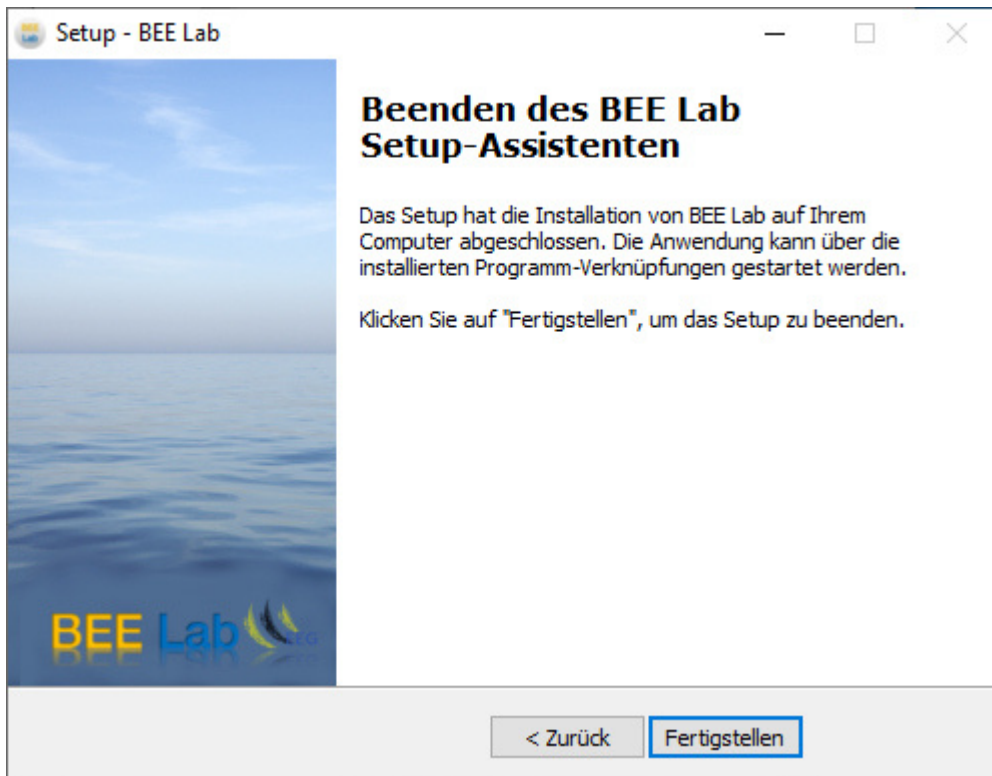 Setup - BEE Lab
Beenden des BEE Lab
Setup-Assistenten
Das Setup hat die Installation von BEE Lab auf Ihrem
Computer abgeschlossen. Die Anwendung kann über die
installierten Programm-Verknüpfungen gestartet werden.
Klicken Sie auf "Fertigstellen", um das Setup zu beenden.
BEE Lab
< Zurück
Fertigstellen